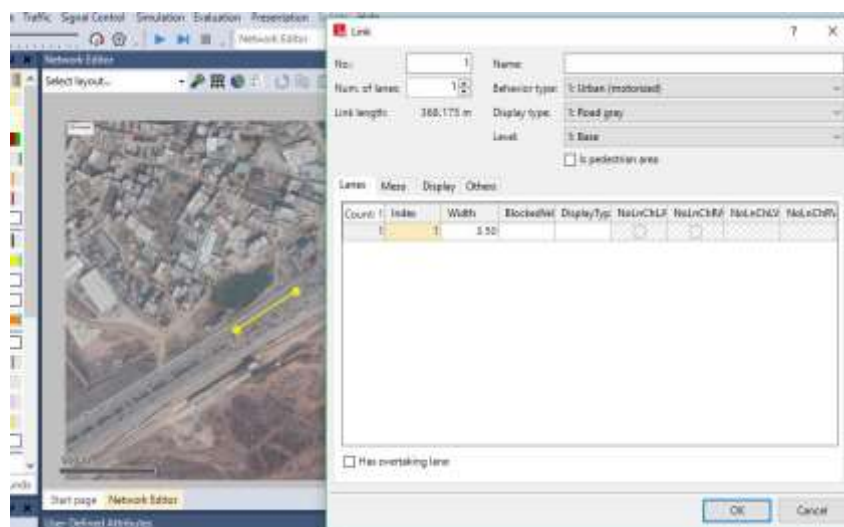 Traffic Signal Control Simulation Evaluation Presentation
Network Editor
Network Editor
Select layout...
Start page Network Editor
User Defined Attributes
Link
? ×
No.: 1 Name:
Num. of lanes: 1 Behavior type: 1: Urban (motorized)
Link length: 368.175 m Display type: 1: Road gray
Level: 1: Base
Is pedestrian area
Lanes Meso Display Others
Count: 1 Index Width BlockedVeh DisplayTyp NoLnChLA NoLnChRA NoLnChLV NoLnChRV
1 1 3.50
Has overtaking lane
OK Cancel